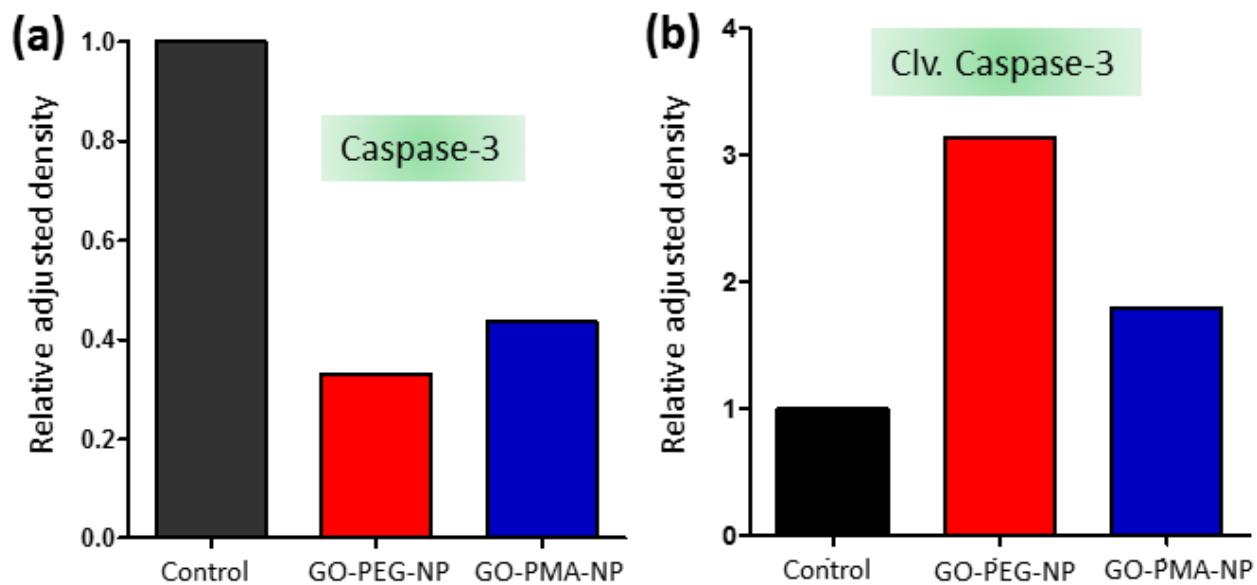 (a)
Relative adjusted density
1.0
0.8
0.6
0.4
0.2
0.0
Caspase-3
Control GO-PEG-NP GO-PMA-NP
(b)
Relative adjusted density
4
3
2
1
0
Clv. Caspase-3
Control GO-PEG-NP GO-PMA-NP